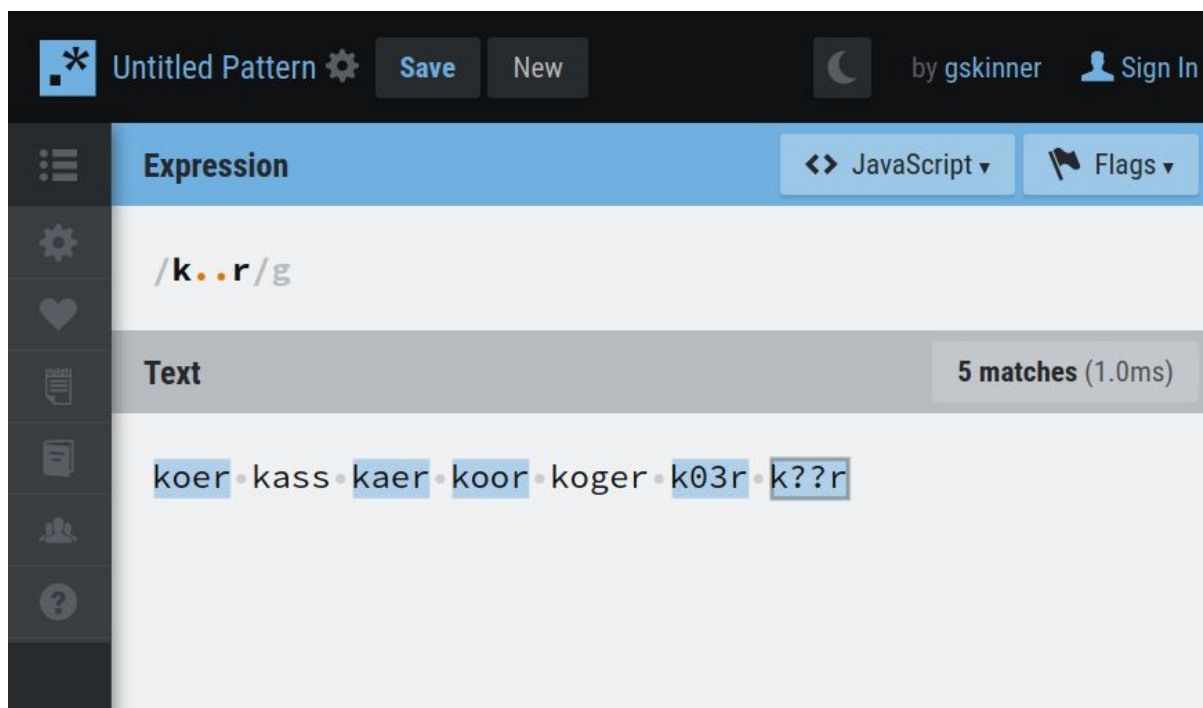 .* Untitled Pattern Save New by gskinner Sign In
Expression <> JavaScript ▾ Flags ▾
/k..r/g
Text 5 matches (1.0ms)
koer·kass·kaer·koor·koger·k03r·k??r
?